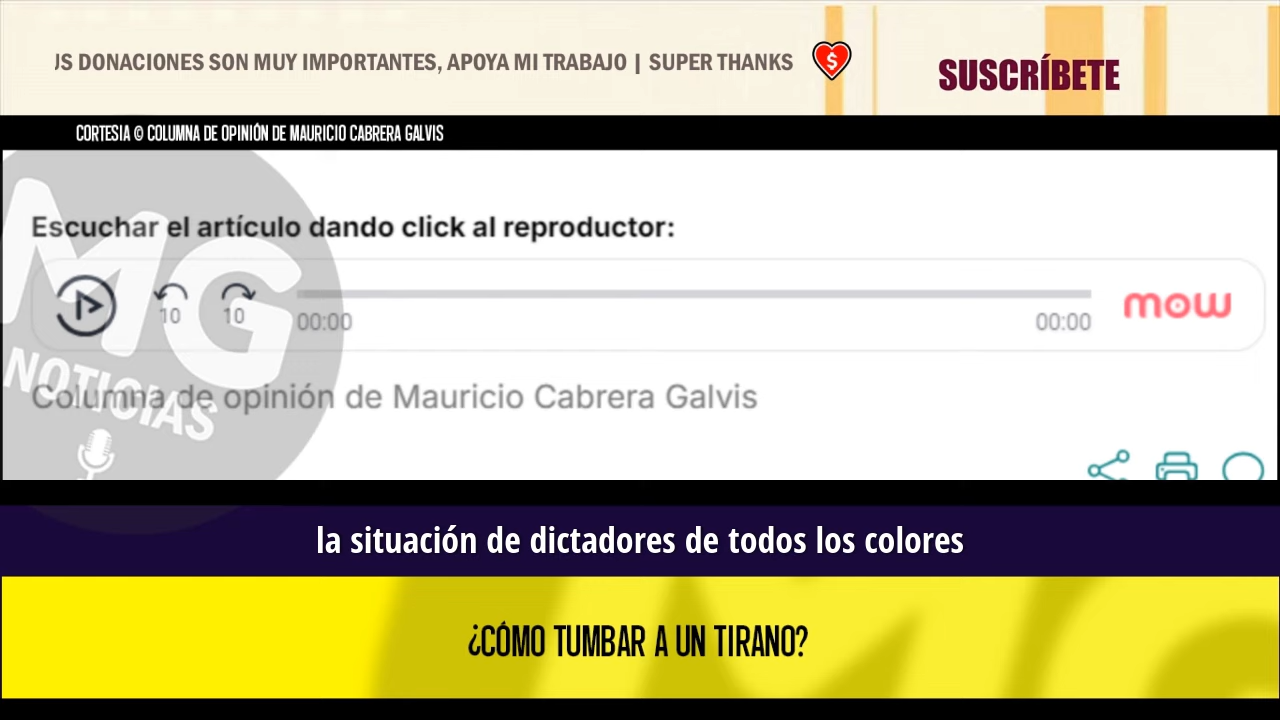 JS DONACIONES SON MUY IMPORTANTES, APOYA MI TRABAJO | SUPER THANKS
$
SUSCRÍBETE
CORTESIA © COLUMNA DE OPINIÓN DE MAURICIO CABRERA GALVIS
Escuchar el artículo dando click al reproductor:
10
10
00:00
00:00
mow
MG
NOTICIAS
Columna de opinión de Mauricio Cabrera Galvis
la situación de dictadores de todos los colores
¿CÓMO TUMBAR A UN TIRANO?